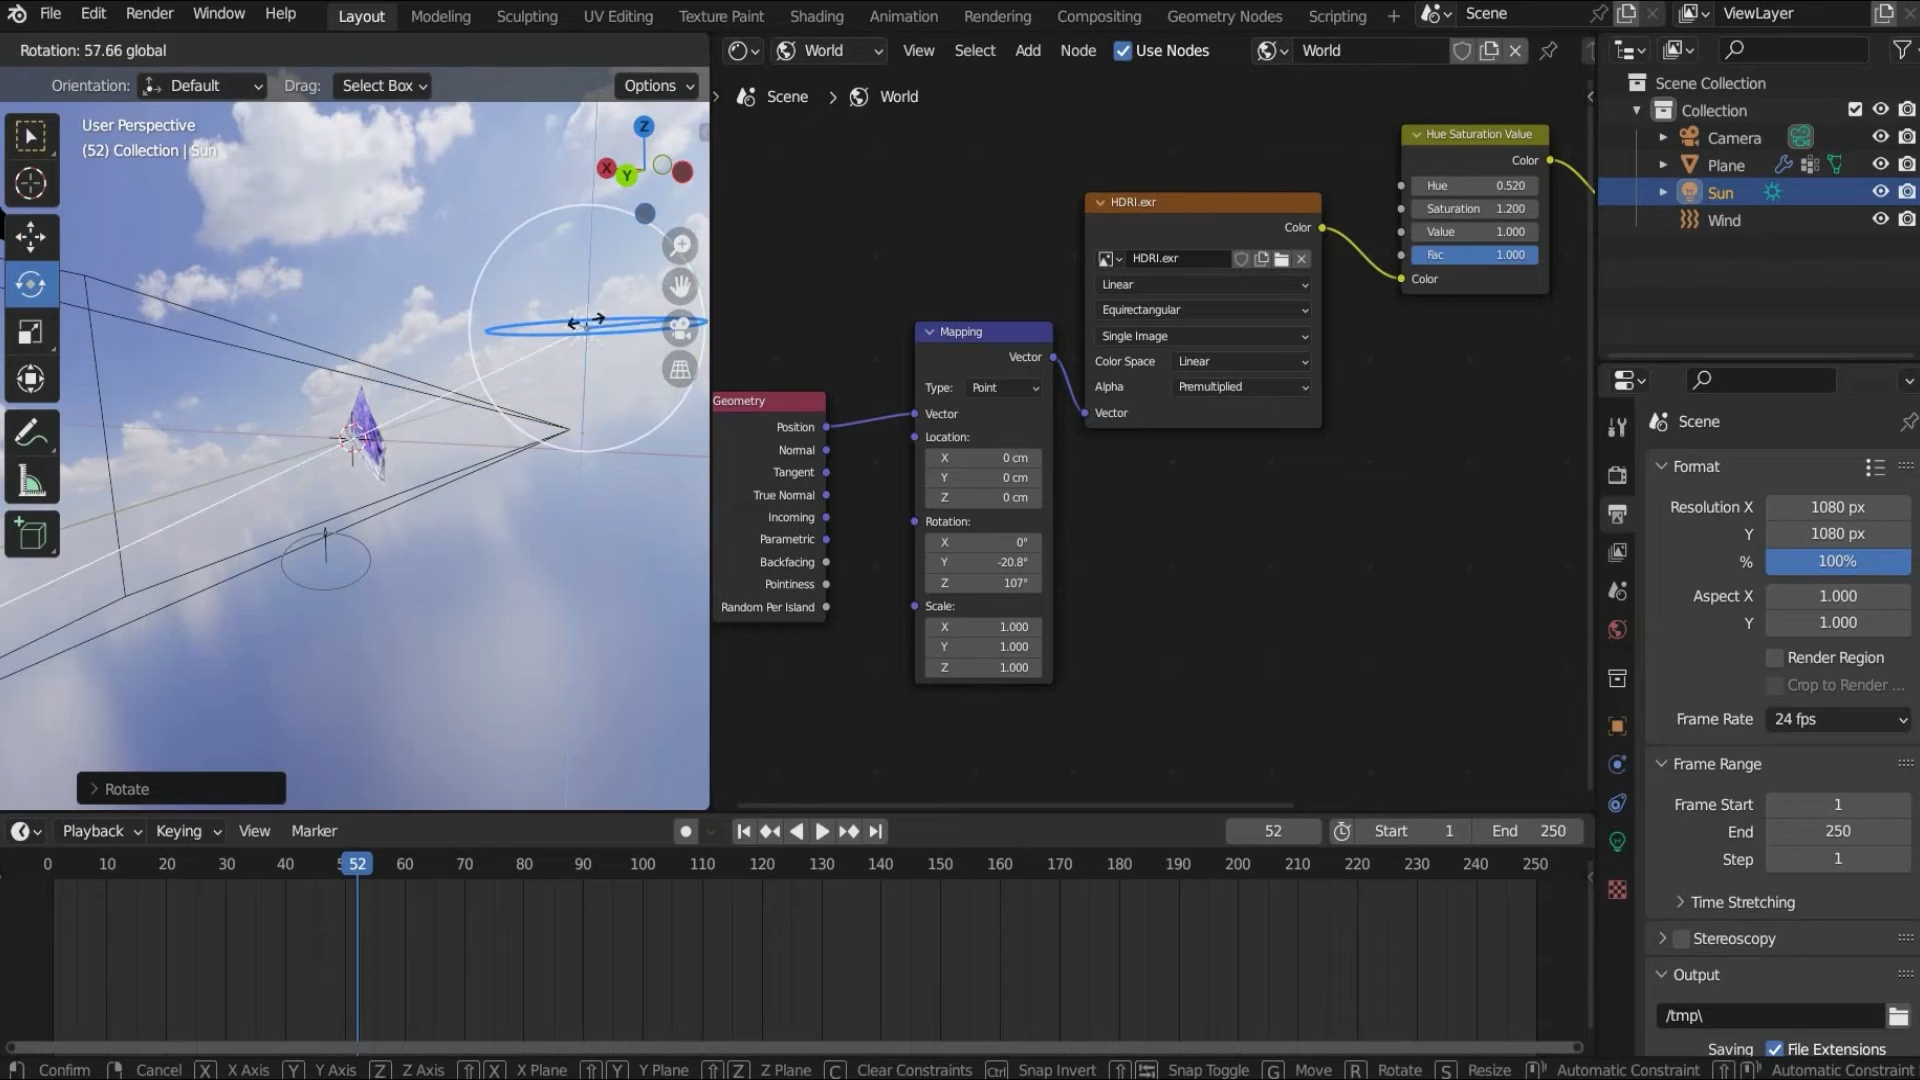 File Edit Render Window Help Layout Modeling Sculpting UV Editing Texture Paint Shading Animation Rendering Compositing Geometry Nodes Scripting + Scene ViewLayer
Rotation: 57.66 global
World View Select Add Node Use Nodes World
Orientation: Default Drag: Select Box Options
Scene > World
User Perspective
(52) Collection | Sun
Z
X
Y
Hue Saturation Value
Color
Hue 0.520
Saturation 1.200
Value 1.000
Fac 1.000
Color
HDRI.exr
Color
HDRI.exr
Linear
Equirectangular
Single Image
Color Space Linear
Alpha Premultiplied
Vector
Mapping
Vector
Type: Point
Vector
Location:
X 0 cm
Y 0 cm
Z 0 cm
Rotation:
X 0°
Y -20.8°
Z 107°
Scale:
X 1.000
Y 1.000
Z 1.000
Geometry
Position
Normal
Tangent
True Normal
Incoming
Parametric
Backfacing
Pointiness
Random Per Island
Rotate
Scene Collection
Collection
Camera
Plane
Sun
Wind
Scene
Format
Resolution X 1080 px
Y 1080 px
% 100%
Aspect X 1.000
Y 1.000
Render Region
Crop to Render ...
Frame Rate 24 fps
Frame Range
Frame Start 1
End 250
Step 1
Time Stretching
Stereoscopy
Output
/tmp\
Saving File Extensions
Playback Keying View Marker 52 Start 1 End 250
0 10 20 30 40 52 60 70 80 90 100 110 120 130 140 150 160 170 180 190 200 210 220 230 240 250
Confirm Cancel X X Axis Y Y Axis Z Z Axis X X Plane Y Y Plane Z Z Plane C Clear Constraints Ctrl Snap Invert Snap Toggle G Move R Rotate S Resize Automatic Constraint Automatic Constraint